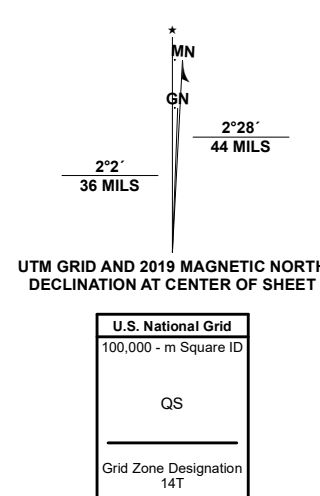 ★
MN
GN
2°28´
44 MILS
2°2´
36 MILS
UTM GRID AND 2019 MAGNETIC NORTH
DECLINATION AT CENTER OF SHEET
U.S. National Grid
100,000 - m Square ID
QS
Grid Zone Designation
14T